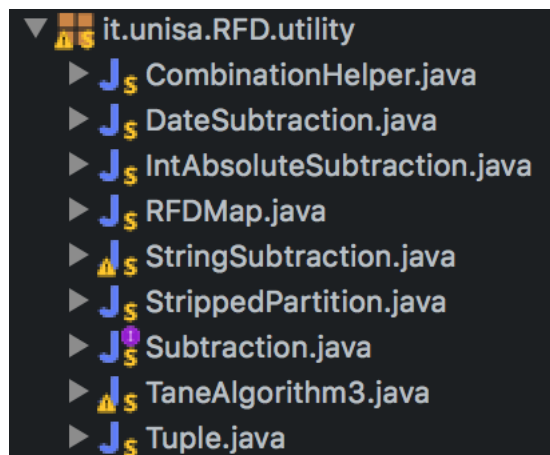 it.unisa.RFD.utility
CombinationHelper.java
DateSubtraction.java
IntAbsoluteSubtraction.java
RFDMap.java
StringSubtraction.java
StrippedPartition.java
Subtraction.java
TaneAlgorithm3.java
Tuple.java